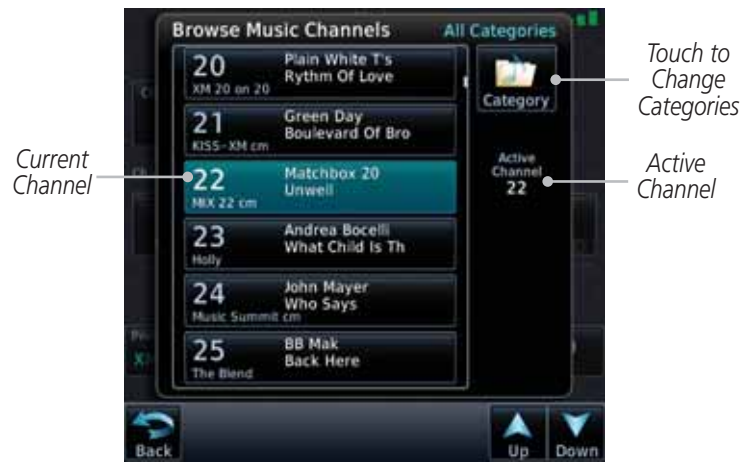 Browse Music Channels
All Categories
20
XM 20 on 20
Plain White T's
Rythm Of Love
21
KISS-XM cm
Green Day
Boulevard Of Bro
22
MIX 22 cm
Matchbox 20
Unwell
23
Holly
Andrea Bocelli
What Child Is Th
24
Music Summit cm
John Mayer
Who Says
25
The Blend
BB Mak
Back Here
Category
Active
Channel
22
Back
Up
Down
Current
Channel
Touch to
Change
Categories
Active
Channel